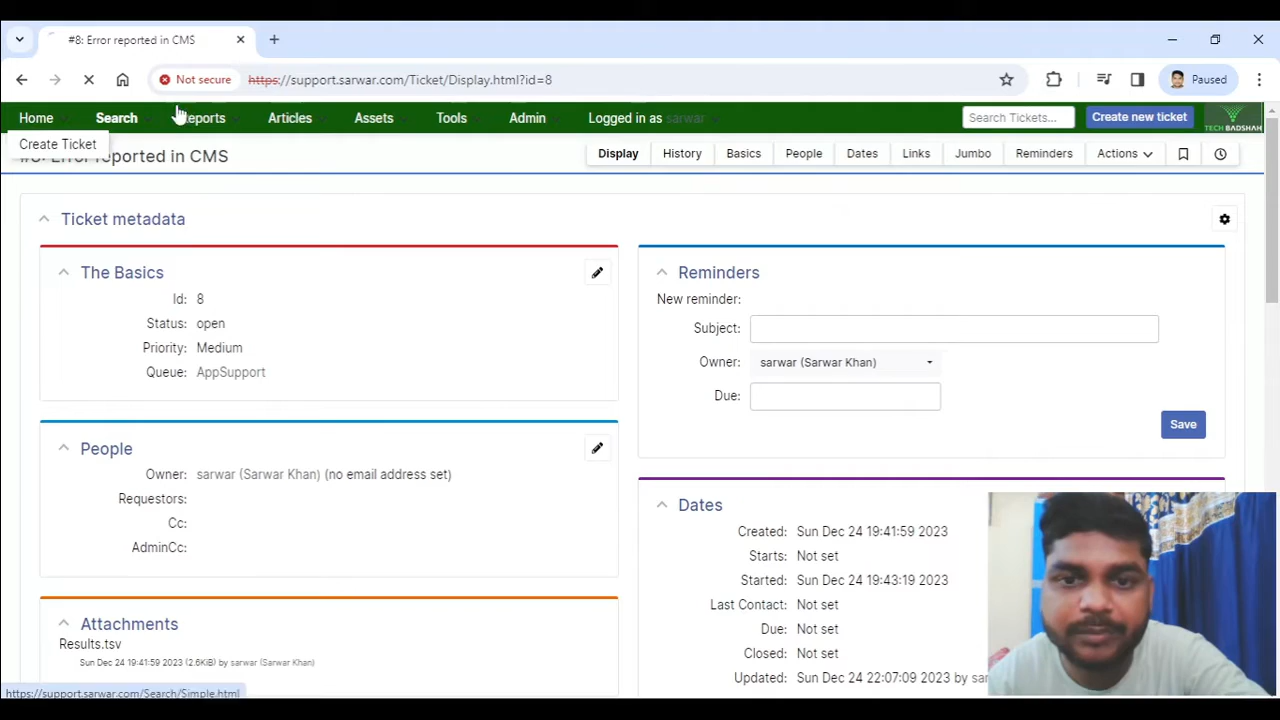 #8: Error reported in CMS
Not secure
https://support.sarwar.com/Ticket/Display.html?id=8
Paused
Home
Search
Reports
Articles
Assets
Tools
Admin
Logged in as sarwar
Search Tickets...
Create new ticket
TECH BADSHAH
Create Ticket
#8: Error reported in CMS
Display
History
Basics
People
Dates
Links
Jumbo
Reminders
Actions
Ticket metadata
The Basics
Id: 8
Status: open
Priority: Medium
Queue: AppSupport
Reminders
New reminder:
Subject:
Owner: sarwar (Sarwar Khan)
Due:
Save
People
Owner: sarwar (Sarwar Khan) (no email address set)
Requestors:
Cc:
AdminCc:
Dates
Created: Sun Dec 24 19:41:59 2023
Starts: Not set
Started: Sun Dec 24 19:43:19 2023
Last Contact: Not set
Due: Not set
Closed: Not set
Updated: Sun Dec 24 22:07:09 2023 by
Attachments
Results.tsv
Sun Dec 24 19:41:59 2023 (2.6KiB) by sarwar (Sarwar Khan)
https://support.sarwar.com/Search/Simple.html